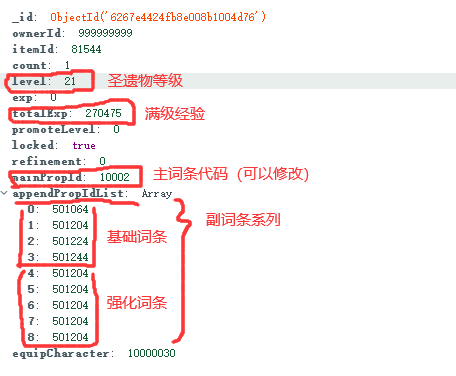 _id: ObjectId("6267e4424fb8e008b1004d76")
ownerId: 999999999
itemId: 81544
count: 1
level: 21 圣遗物等级
exp: 0
totalExp: 270475 满级经验
promoteLevel: 0
locked: true
refinement: 0
mainPropId: 10002 主词条代码（可以修改）
appendPropIdList: Array
0: 501064
1: 501204
2: 501224
3: 501244
基础词条
副词条系列
4: 501204
5: 501204
6: 501204
7: 501204
8: 501204
强化词条
equipCharacter: 10000030